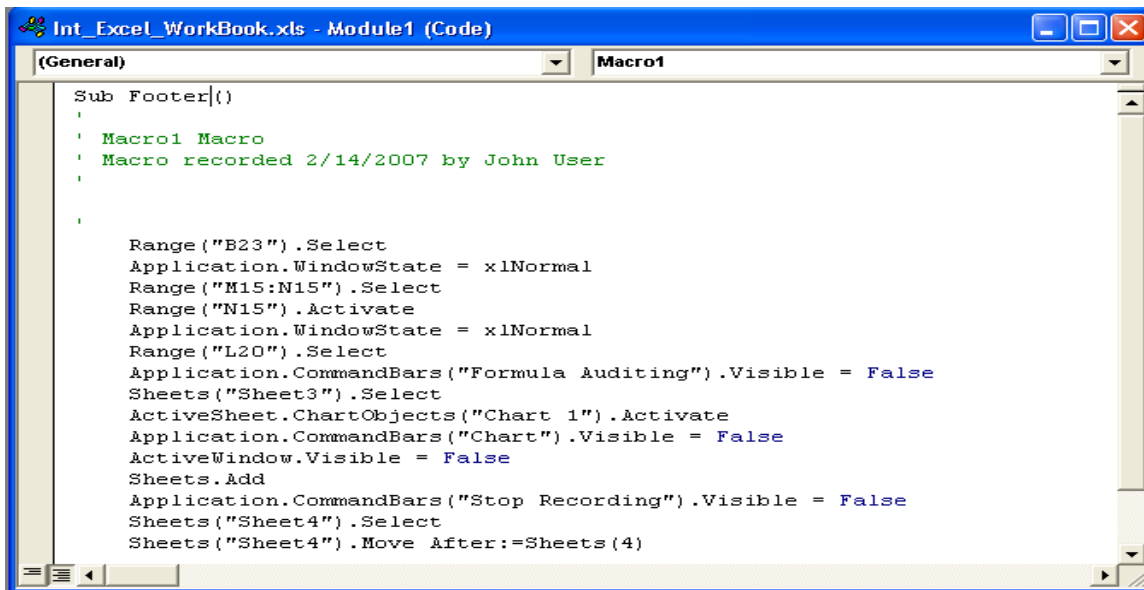 Int_Excel_WorkBook.xls - Module1 (Code)
(General) Macro1
Sub Footer()
'
' Macro1 Macro
' Macro recorded 2/14/2007 by John User
'
'
Range("B23").Select
Application.WindowState = xlNormal
Range("M15:N15").Select
Range("N15").Activate
Application.WindowState = xlNormal
Range("L20").Select
Application.CommandBars("Formula Auditing").Visible = False
Sheets("Sheet3").Select
ActiveSheet.ChartObjects("Chart 1").Activate
Application.CommandBars("Chart").Visible = False
ActiveWindow.Visible = False
Sheets.Add
Application.CommandBars("Stop Recording").Visible = False
Sheets("Sheet4").Select
Sheets("Sheet4").Move After:=Sheets(4)